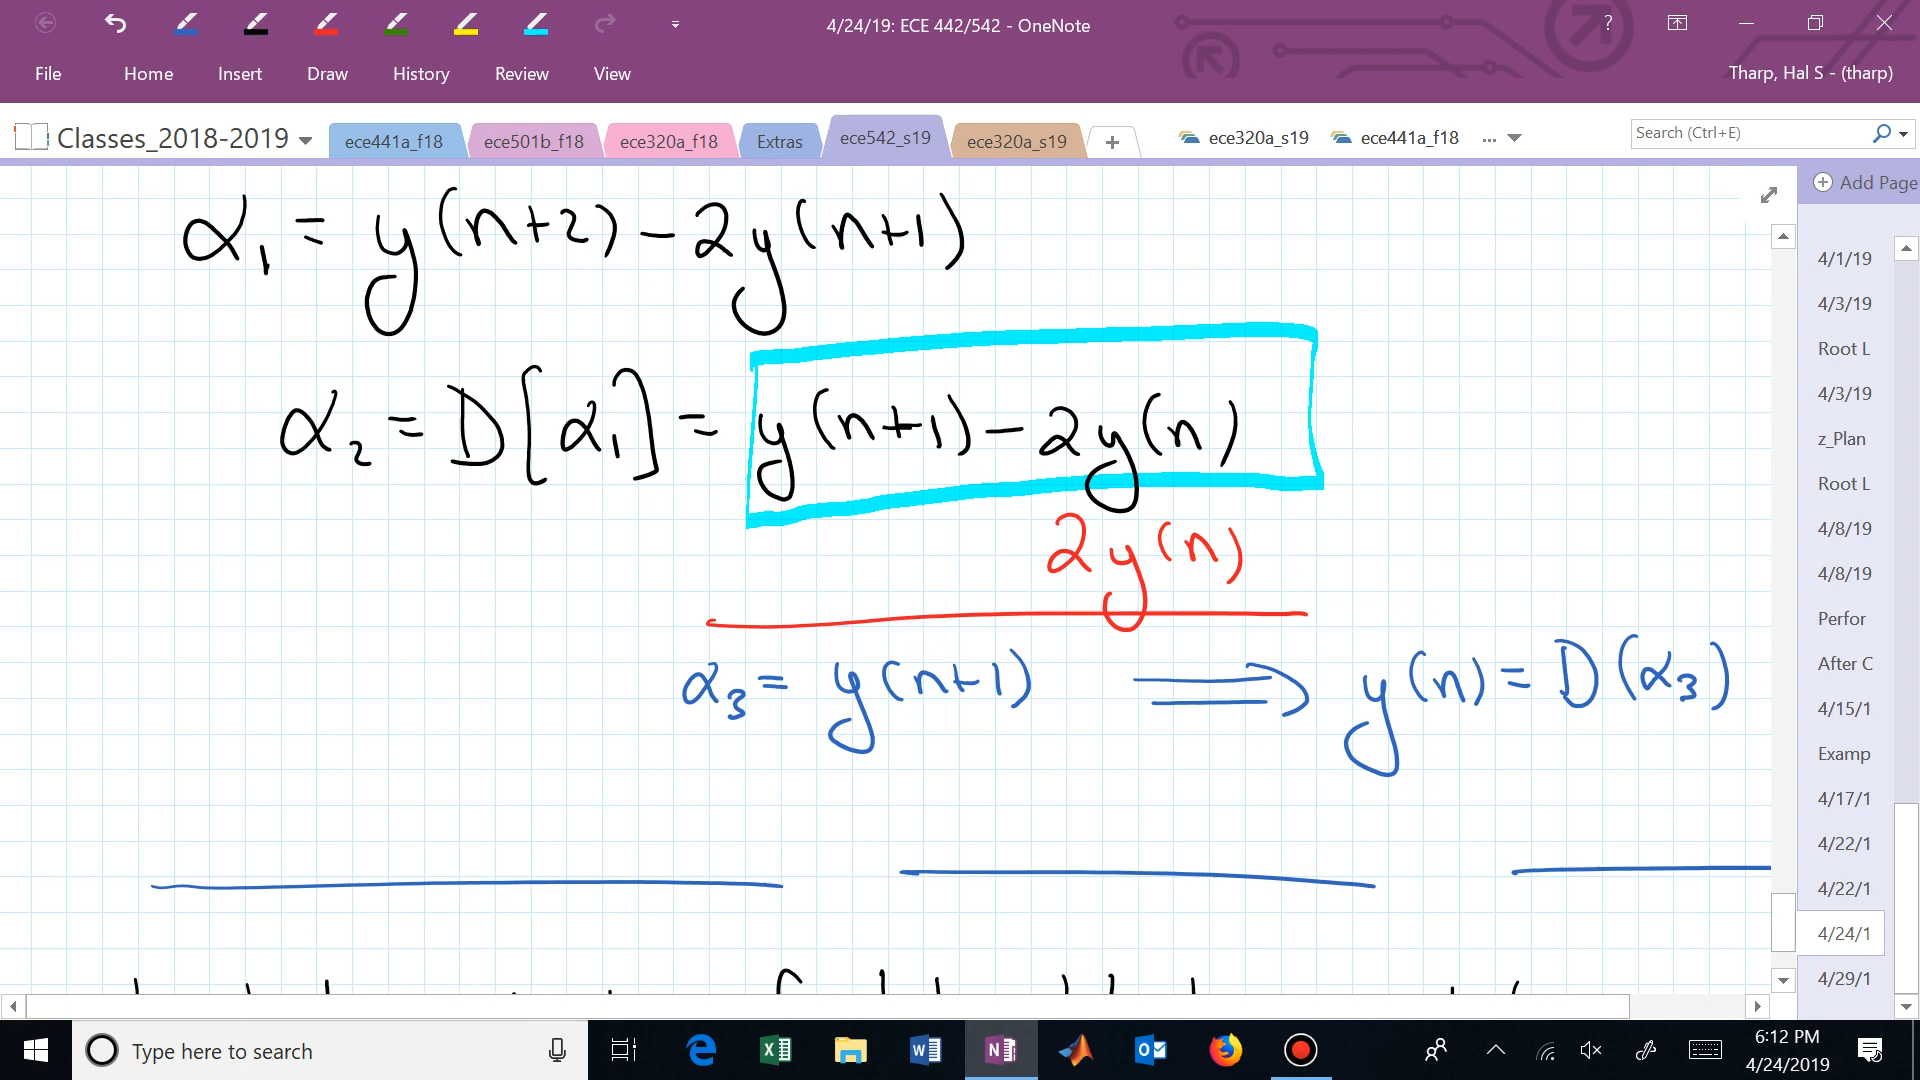 4/24/19: ECE 442/542 - OneNote
?
File Home Insert Draw History Review View
Tharp, Hal S - (tharp)
Classes_2018-2019
ece441a_f18
ece501b_f18
ece320a_f18
Extras
ece542_s19
ece320a_s19
+
ece320a_s19
ece441a_f18
...
Search (Ctrl+E)
Add Page
α₁ = y(n+2) - 2y(n+1)
α₂ = D[α₁] = y(n+1) - 2y(n)
2y(n)
α₃ = y(n+1) ⟹ y(n) = D(α₃)
4/1/19
4/3/19
Root L
4/3/19
z_Plan
Root L
4/8/19
4/8/19
Perfor
After C
4/15/1
Examp
4/17/1
4/22/1
4/22/1
4/24/1
4/29/1
Type here to search
6:12 PM
4/24/2019